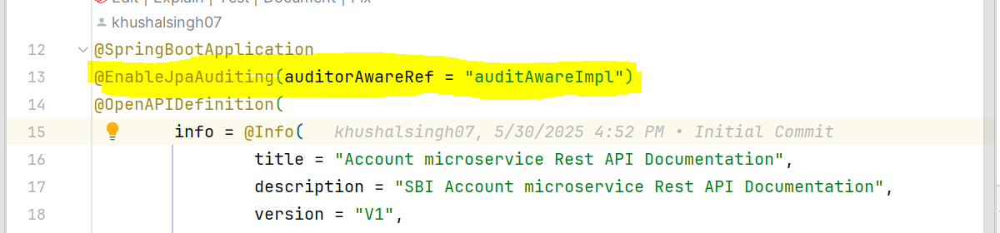 Edit | Explain | Test | Document | Fix
khushalsingh07
12 @SpringBootApplication
13 @EnableJpaAuditing(auditorAwareRef = "auditAwareImpl")
14 @OpenAPIDefinition(
15 info = @Info( khushalsingh07, 5/30/2025 4:52 PM • Initial Commit
16 title = "Account microservice Rest API Documentation",
17 description = "SBI Account microservice Rest API Documentation",
18 version = "V1",